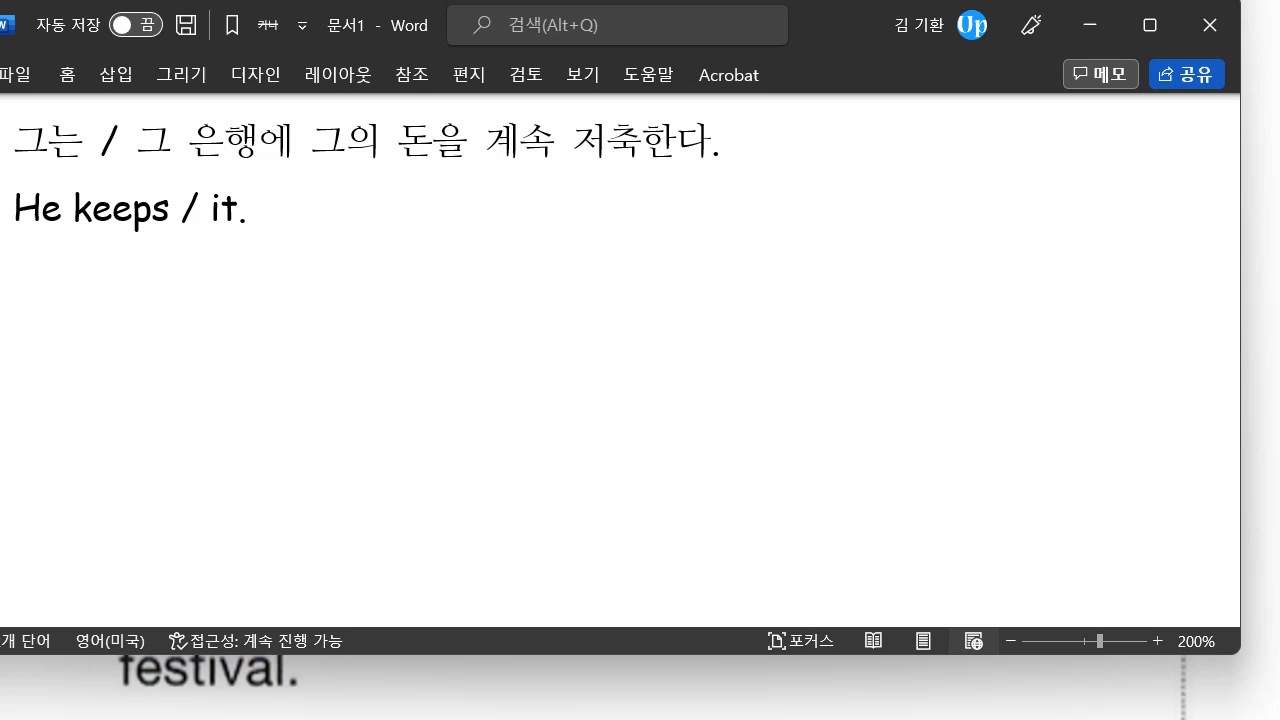 자동 저장 끔 가나 문서1 - Word 검색(Alt+Q) 김 기환 Up
파일 홈 삽입 그리기 디자인 레이아웃 참조 편지 검토 보기 도움말 Acrobat 메모 공유
그는 / 그 은행에 그의 돈을 계속 저축한다.
He keeps / it.
개 단어 영어(미국) 접근성: 계속 진행 가능 포커스 200%
festival.